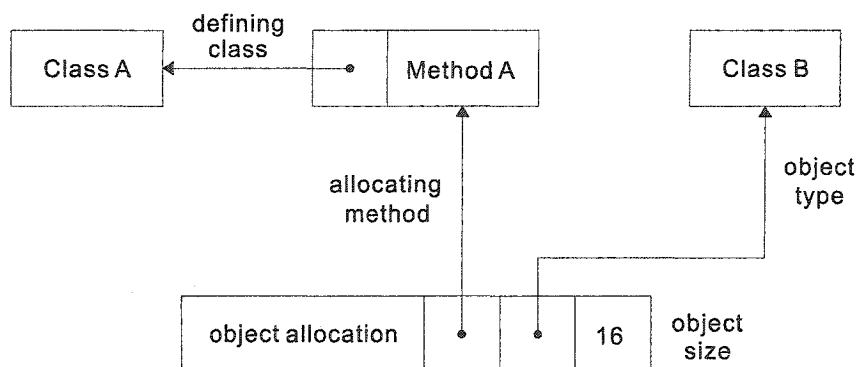 defining
class
Class A
Method A
Class B
allocating
method
object
type
object allocation
16
object
size